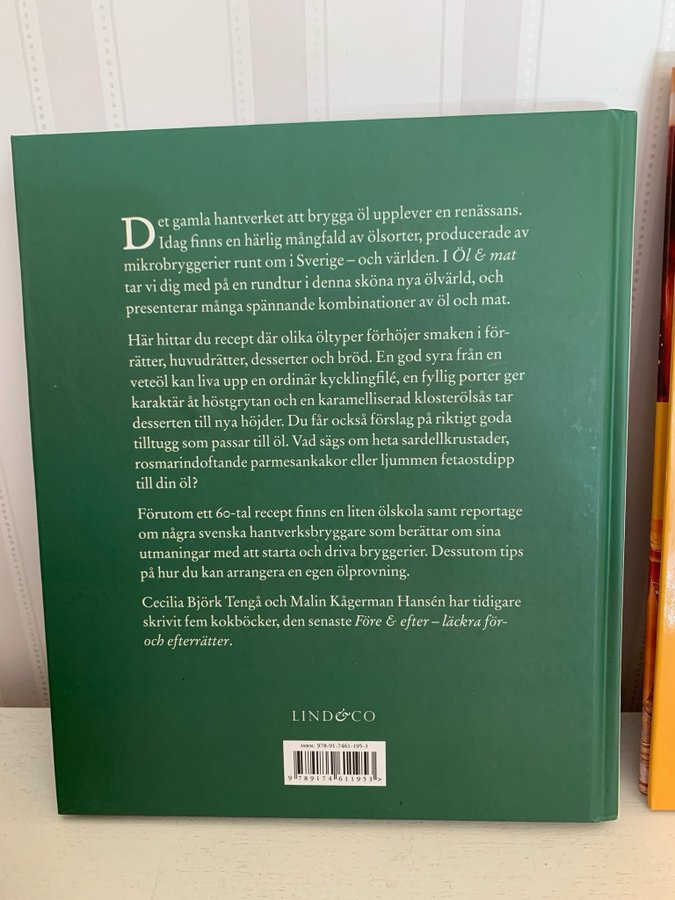 Det gamla hantverket att brygga öl upplever en renässans.
Idag finns en härlig mångfald av ölsorter, producerade av
mikrobryggerier runt om i Sverige – och världen. I Öl & mat
tar vi dig med på en rundtur i denna sköna nya ölvärld, och
presenterar många spännande kombinationer av öl och mat.
Här hittar du recept där olika öltyper förhöjer smaken i för-
rätter, huvudrätter, desserter och bröd. En god syra från en
veteöl kan liva upp en ordinär kycklingfilé, en fyllig porter ger
karaktär åt höstgrytan och en karamelliserad klosterölsås tar
desserten till nya höjder. Du får också förslag på riktigt goda
tilltugg som passar till öl. Vad sägs om heta sardellkrustader,
rosmarindoftande parmesankakor eller ljummen fetaostdipp
till din öl?
Förutom ett 60-tal recept finns en liten ölskola samt reportage
om några svenska hantverksbryggare som berättar om sina
utmaningar med att starta och driva bryggerier. Dessutom tips
på hur du kan arrangera en egen ölprovning.
Cecilia Björk Tengå och Malin Kågerman Hansén har tidigare
skrivit fem kokböcker, den senaste Före & efter – läckra för-
och efterrätter.
LIND&CO
ISBN: 978-91-7461-195-3
9 789174 611953 >